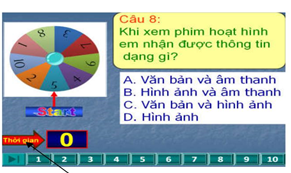 Câu 8:
Khi xem phim hoạt hình
em nhận được thông tin
dạng gì?
A. Văn bản và âm thanh
B. Hình ảnh và âm thanh
C. Văn bản và hình ảnh
D. Hình ảnh
Start
Thời gian
0
1 2 3 4 5 6 7 8 9 10